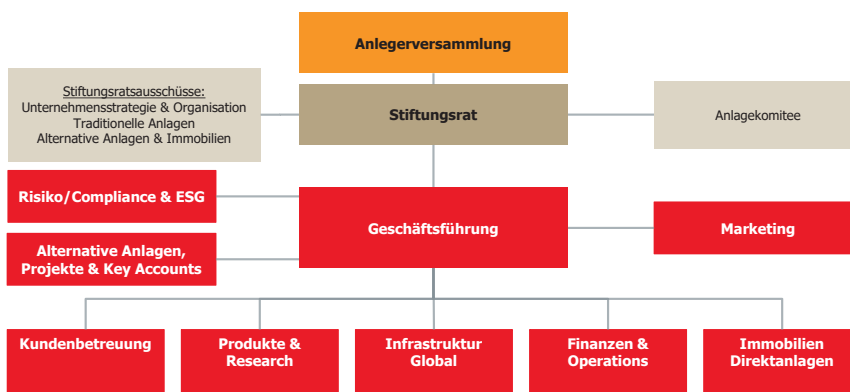 Anlegerversammlung
Stiftungsratsausschüsse:
Unternehmensstrategie & Organisation
Traditionelle Anlagen
Alternative Anlagen & Immobilien
Stiftungsrat
Anlagekomitee
Risiko/Compliance & ESG
Geschäftsführung
Marketing
Alternative Anlagen,
Projekte & Key Accounts
Kundenbetreuung
Produkte &
Research
Infrastruktur
Global
Finanzen &
Operations
Immobilien
Direktanlagen